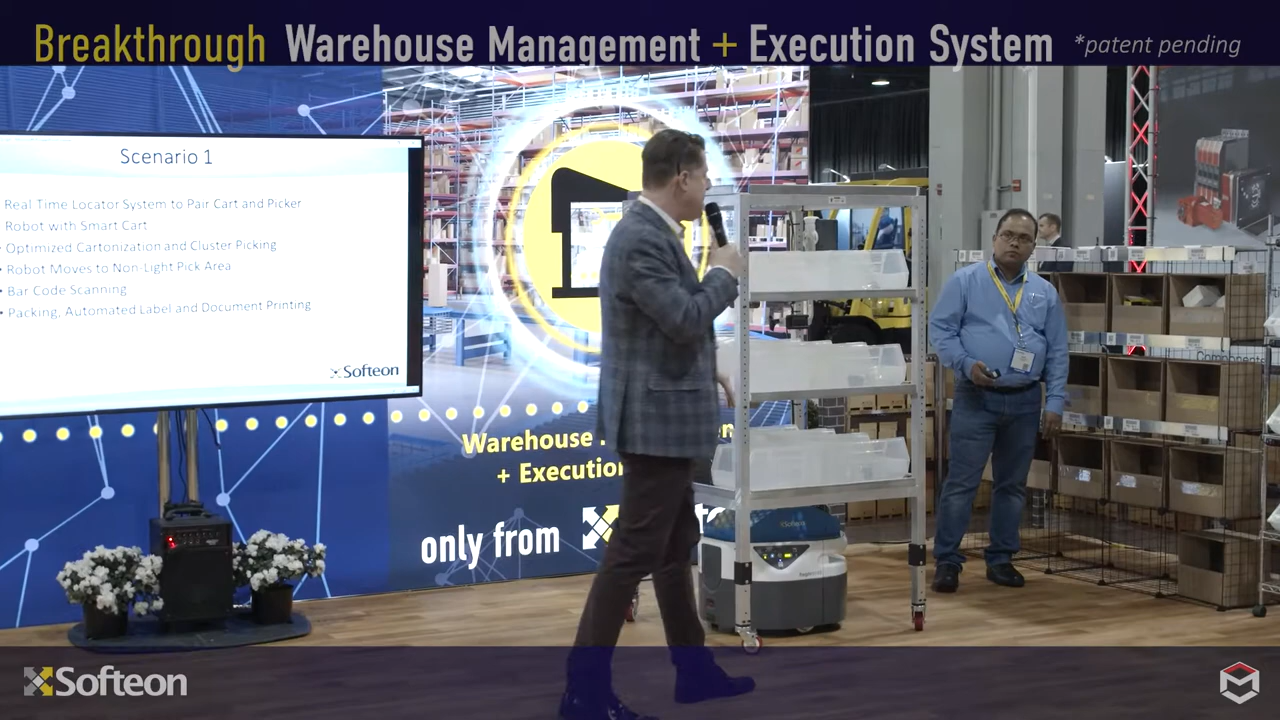 Breakthrough Warehouse Management + Execution System *patent pending
Scenario 1
Real Time Locator System to Pair Cart and Picker
Robot with Smart Cart
• Optimized Cartonization and Cluster Picking
• Robot Moves to Non-Light Pick Area
• Bar Code Scanning
• Packing, Automated Label and Document Printing
Softeon
Warehouse
+ Execution
only from
Softeon
Softeon